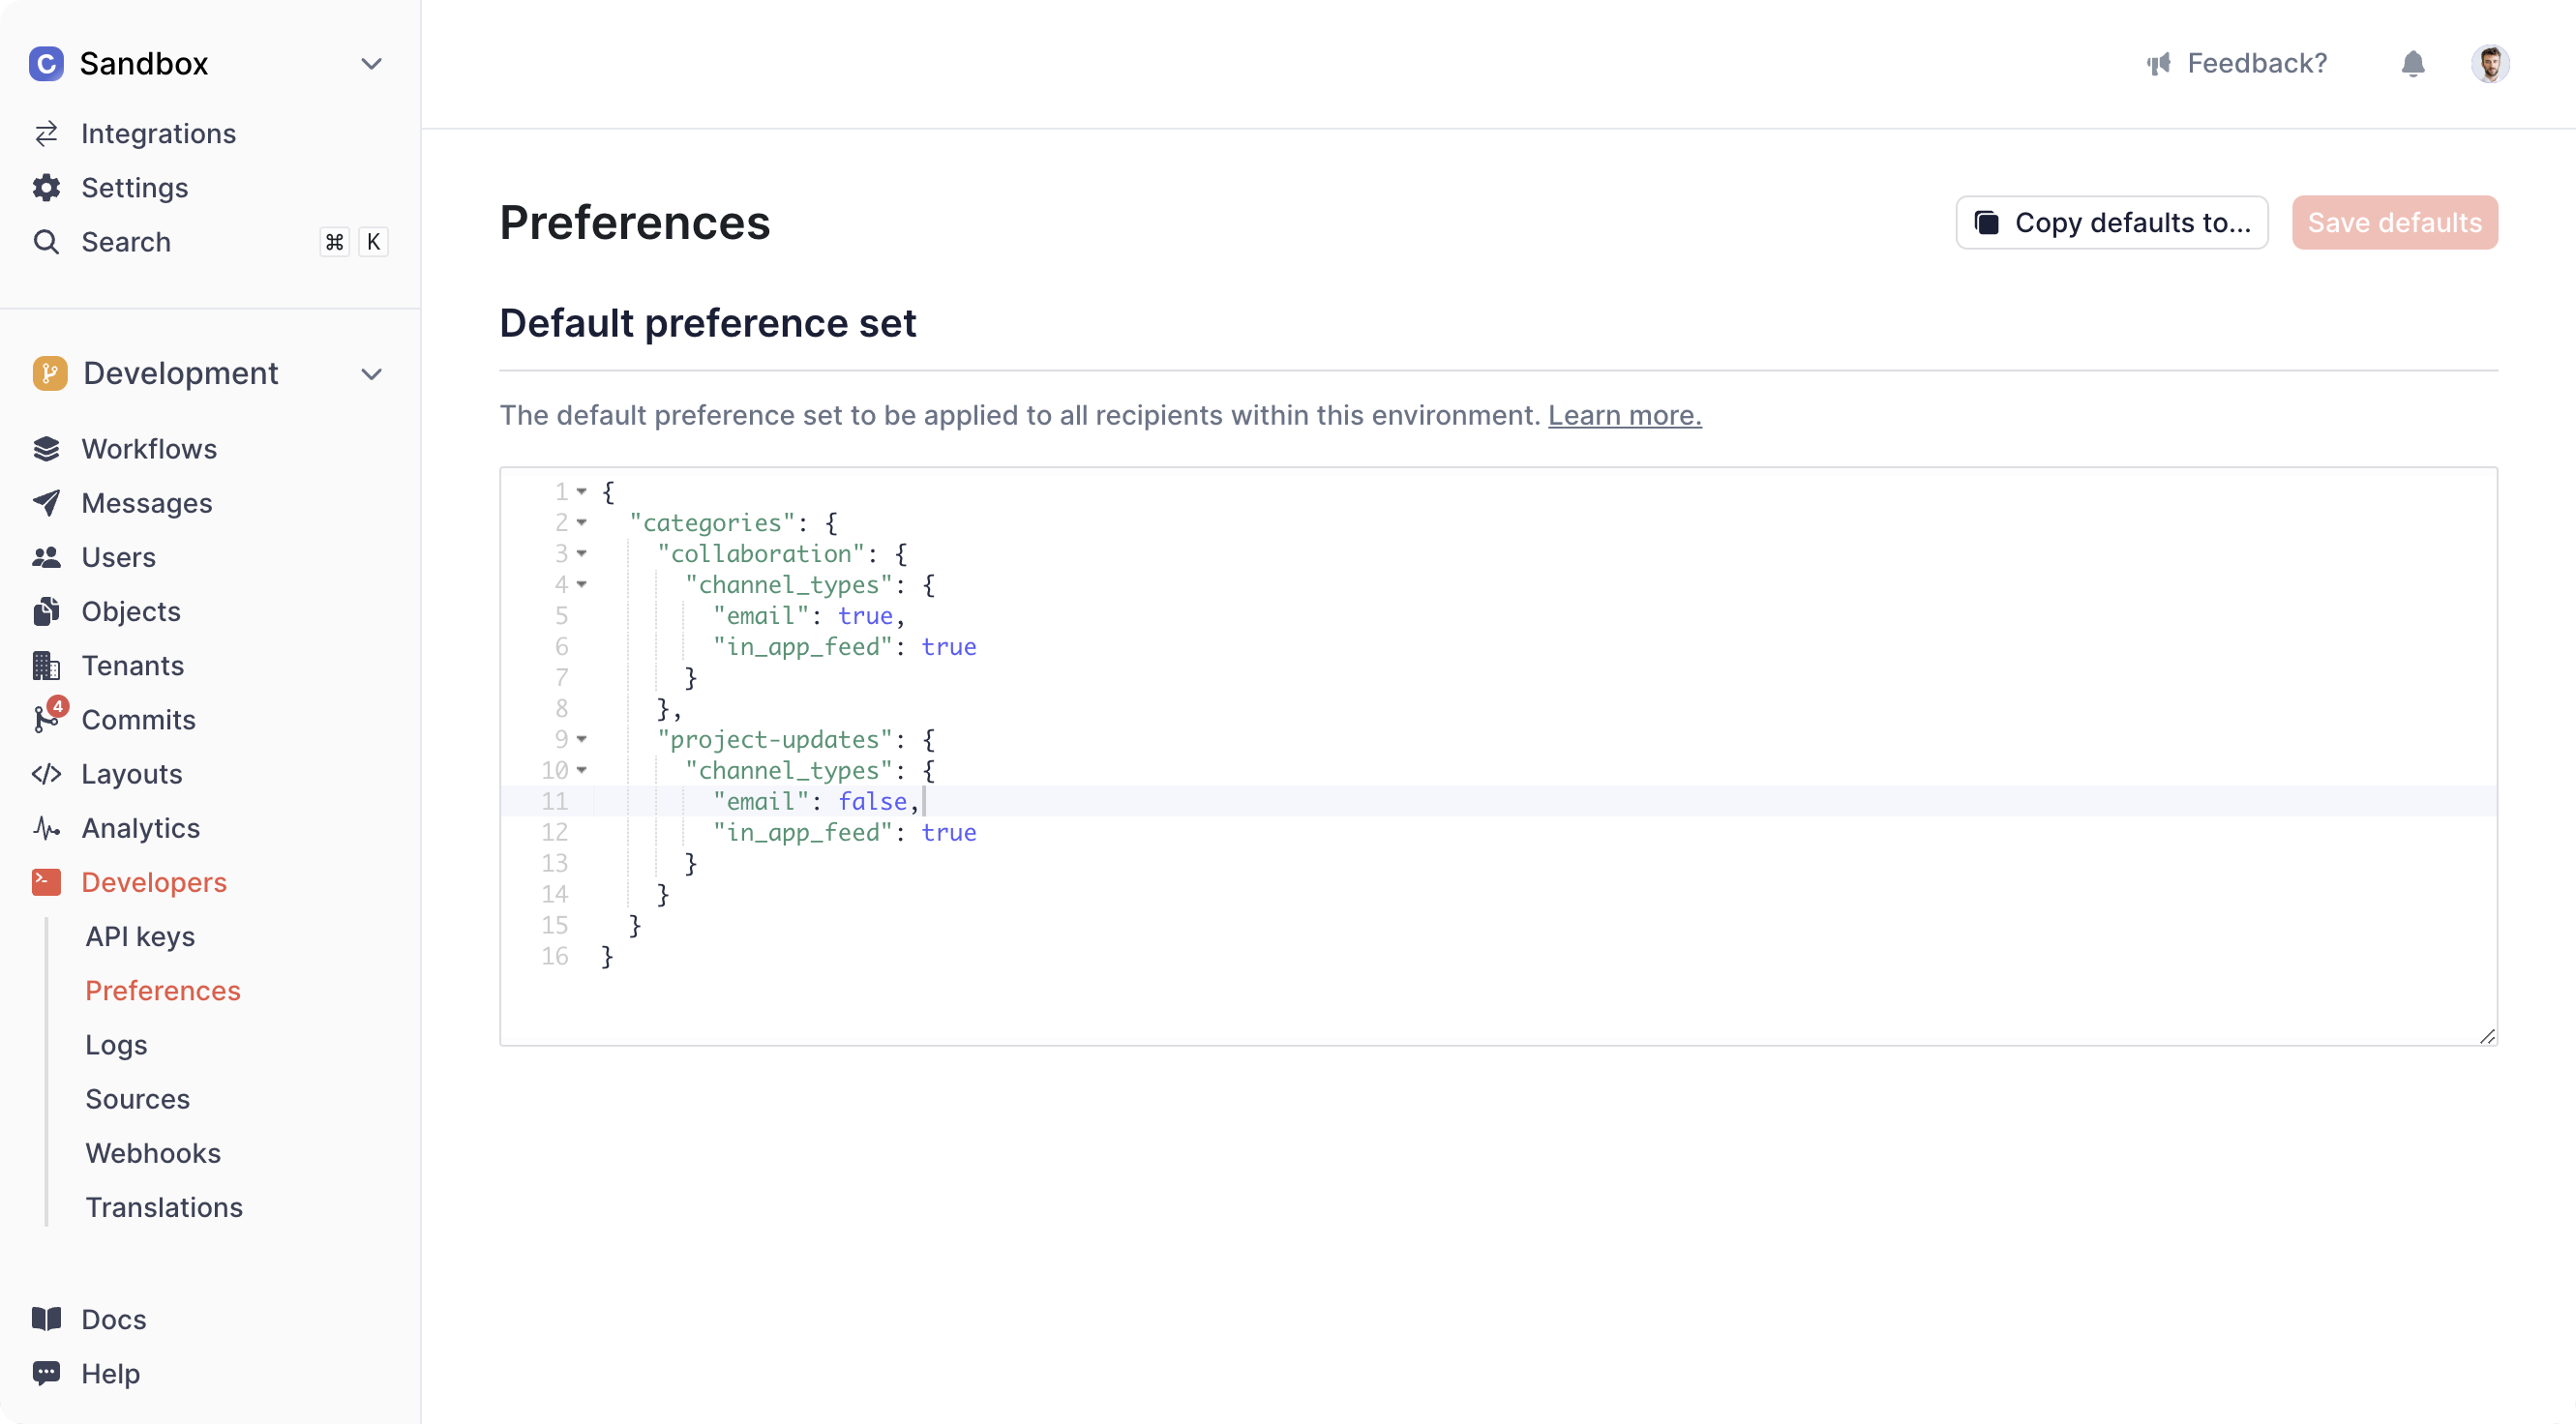 C Sandbox
Integrations
Settings
Search ⌘ K
Development
Workflows
Messages
Users
Objects
Tenants
4
Commits
Layouts
Analytics
Developers
API keys
Preferences
Logs
Sources
Webhooks
Translations
Docs
Help
Feedback?
Preferences
Copy defaults to...
Save defaults
Default preference set
The default preference set to be applied to all recipients within this environment. Learn more.
1 {
2   "categories": {
3     "collaboration": {
4       "channel_types": {
5         "email": true,
6         "in_app_feed": true
7       }
8     },
9     "project-updates": {
10       "channel_types": {
11         "email": false,
12         "in_app_feed": true
13       }
14     }
15   }
16 }